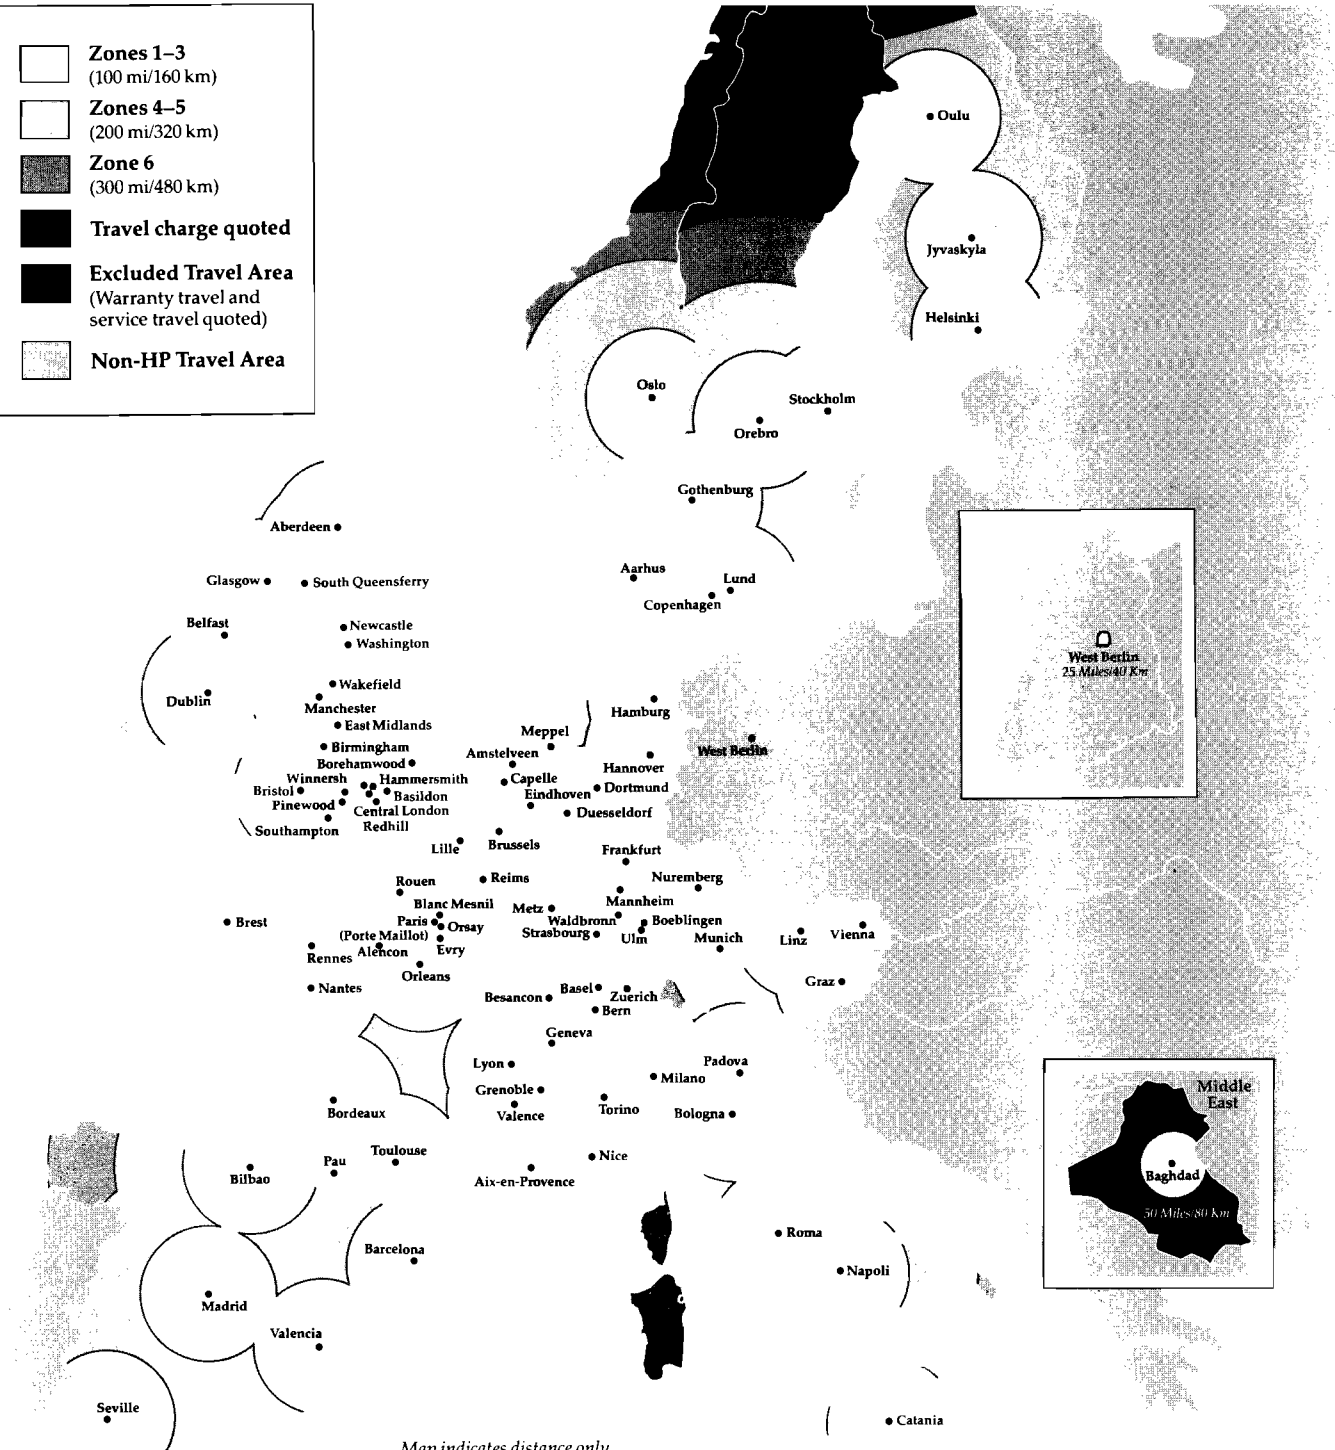 Zones 1–3
(100 mi/160 km)
Zones 4–5
(200 mi/320 km)
Zone 6
(300 mi/480 km)
Travel charge quoted
Excluded Travel Area
(Warranty travel and
service travel quoted)
Non-HP Travel Area
Oulu
Jyvaskyla
Helsinki
Oslo
Stockholm
Orebro
Gothenburg
Aberdeen
Aarhus
Lund
Copenhagen
Glasgow
South Queensferry
Belfast
Newcastle
Washington
West Berlin
25 Miles/40 Km
Wakefield
Dublin
Manchester
East Midlands
Hamburg
Meppel
Birmingham
Amstelveen
West Berlin
Borehamwood
Hannover
Winnersh
Hammersmith
Capelle
Dortmund
Bristol
Basildon
Eindhoven
Pinewood
Central London
Duesseldorf
Redhill
Southampton
Lille
Brussels
Frankfurt
Rouen
Reims
Nuremberg
Blanc Mesnil
Mannheim
Metz
Brest
Paris
Orsay
Waldbronn
Boeblingen
(Porte Maillot)
Strasbourg
Ulm
Munich
Linz
Vienna
Rennes
Alencon
Evry
Orleans
Graz
Nantes
Besancon
Basel
Zuerich
Bern
Geneva
Lyon
Padova
Milano
Grenoble
Valence
Torino
Bologna
Bordeaux
Middle
East
Baghdad
50 Miles/80 Km
Toulouse
Pau
Nice
Bilbao
Aix-en-Provence
Roma
Barcelona
Napoli
Madrid
Valencia
Seville
Catania
Map indicates distance only